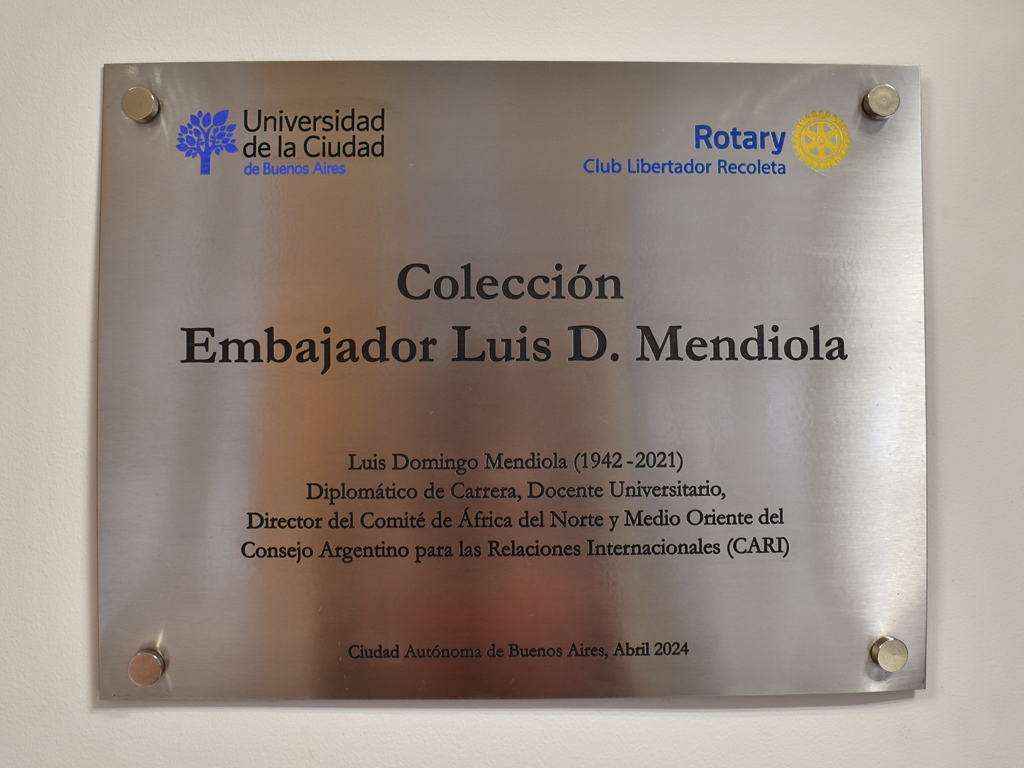 Universidad
de la Ciudad
de Buenos Aires
Rotary
Club Libertador Recoleta
Colección
Embajador Luis D. Mendiola
Luis Domingo Mendiola (1942-2021)
Diplomático de Carrera, Docente Universitario,
Director del Comité de África del Norte y Medio Oriente del
Consejo Argentino para las Relaciones Internacionales (CARI)
Ciudad Autónoma de Buenos Aires, Abril 2024